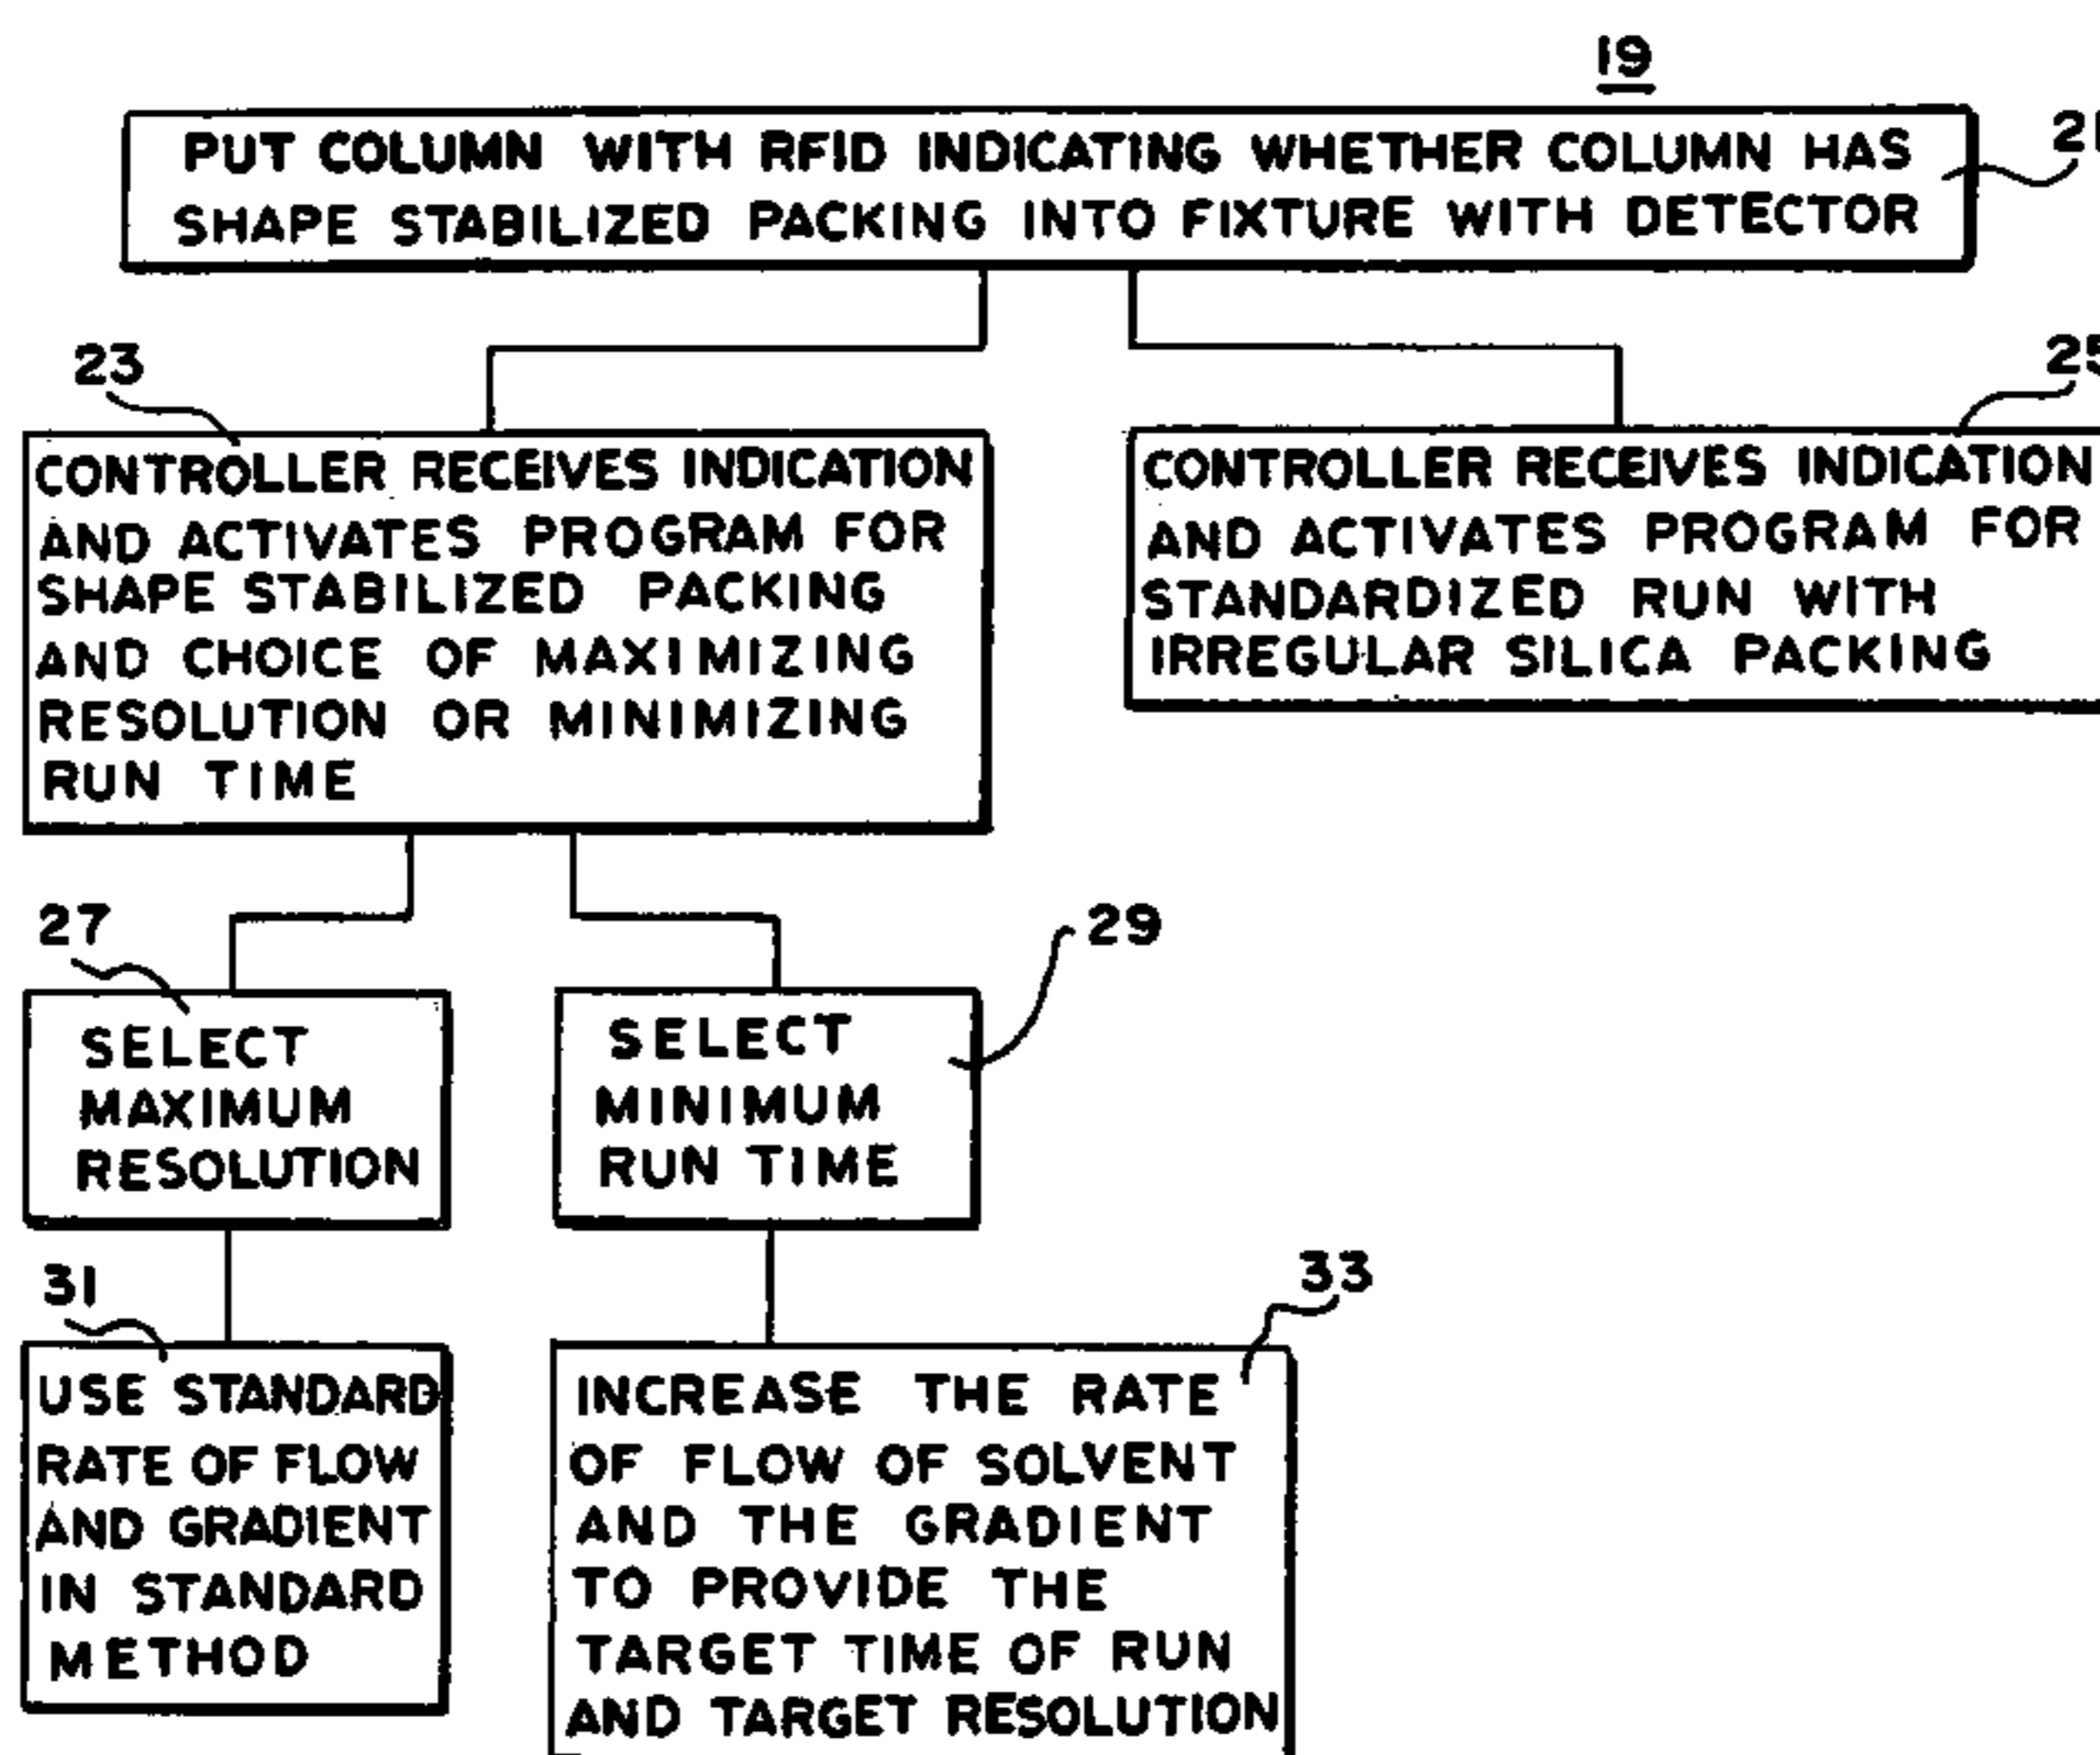 19
PUT COLUMN WITH RFID INDICATING WHETHER COLUMN HAS
SHAPE STABILIZED PACKING INTO FIXTURE WITH DETECTOR
21
23
CONTROLLER RECEIVES INDICATION
AND ACTIVATES PROGRAM FOR
SHAPE STABILIZED PACKING
AND CHOICE OF MAXIMIZING
RESOLUTION OR MINIMIZING
RUN TIME
25
CONTROLLER RECEIVES INDICATION
AND ACTIVATES PROGRAM FOR
STANDARDIZED RUN WITH
IRREGULAR SILICA PACKING
27
SELECT
MAXIMUM
RESOLUTION
29
SELECT
MINIMUM
RUN TIME
31
USE STANDARD
RATE OF FLOW
AND GRADIENT
IN STANDARD
METHOD
33
INCREASE THE RATE
OF FLOW OF SOLVENT
AND THE GRADIENT
TO PROVIDE THE
TARGET TIME OF RUN
AND TARGET RESOLUTION